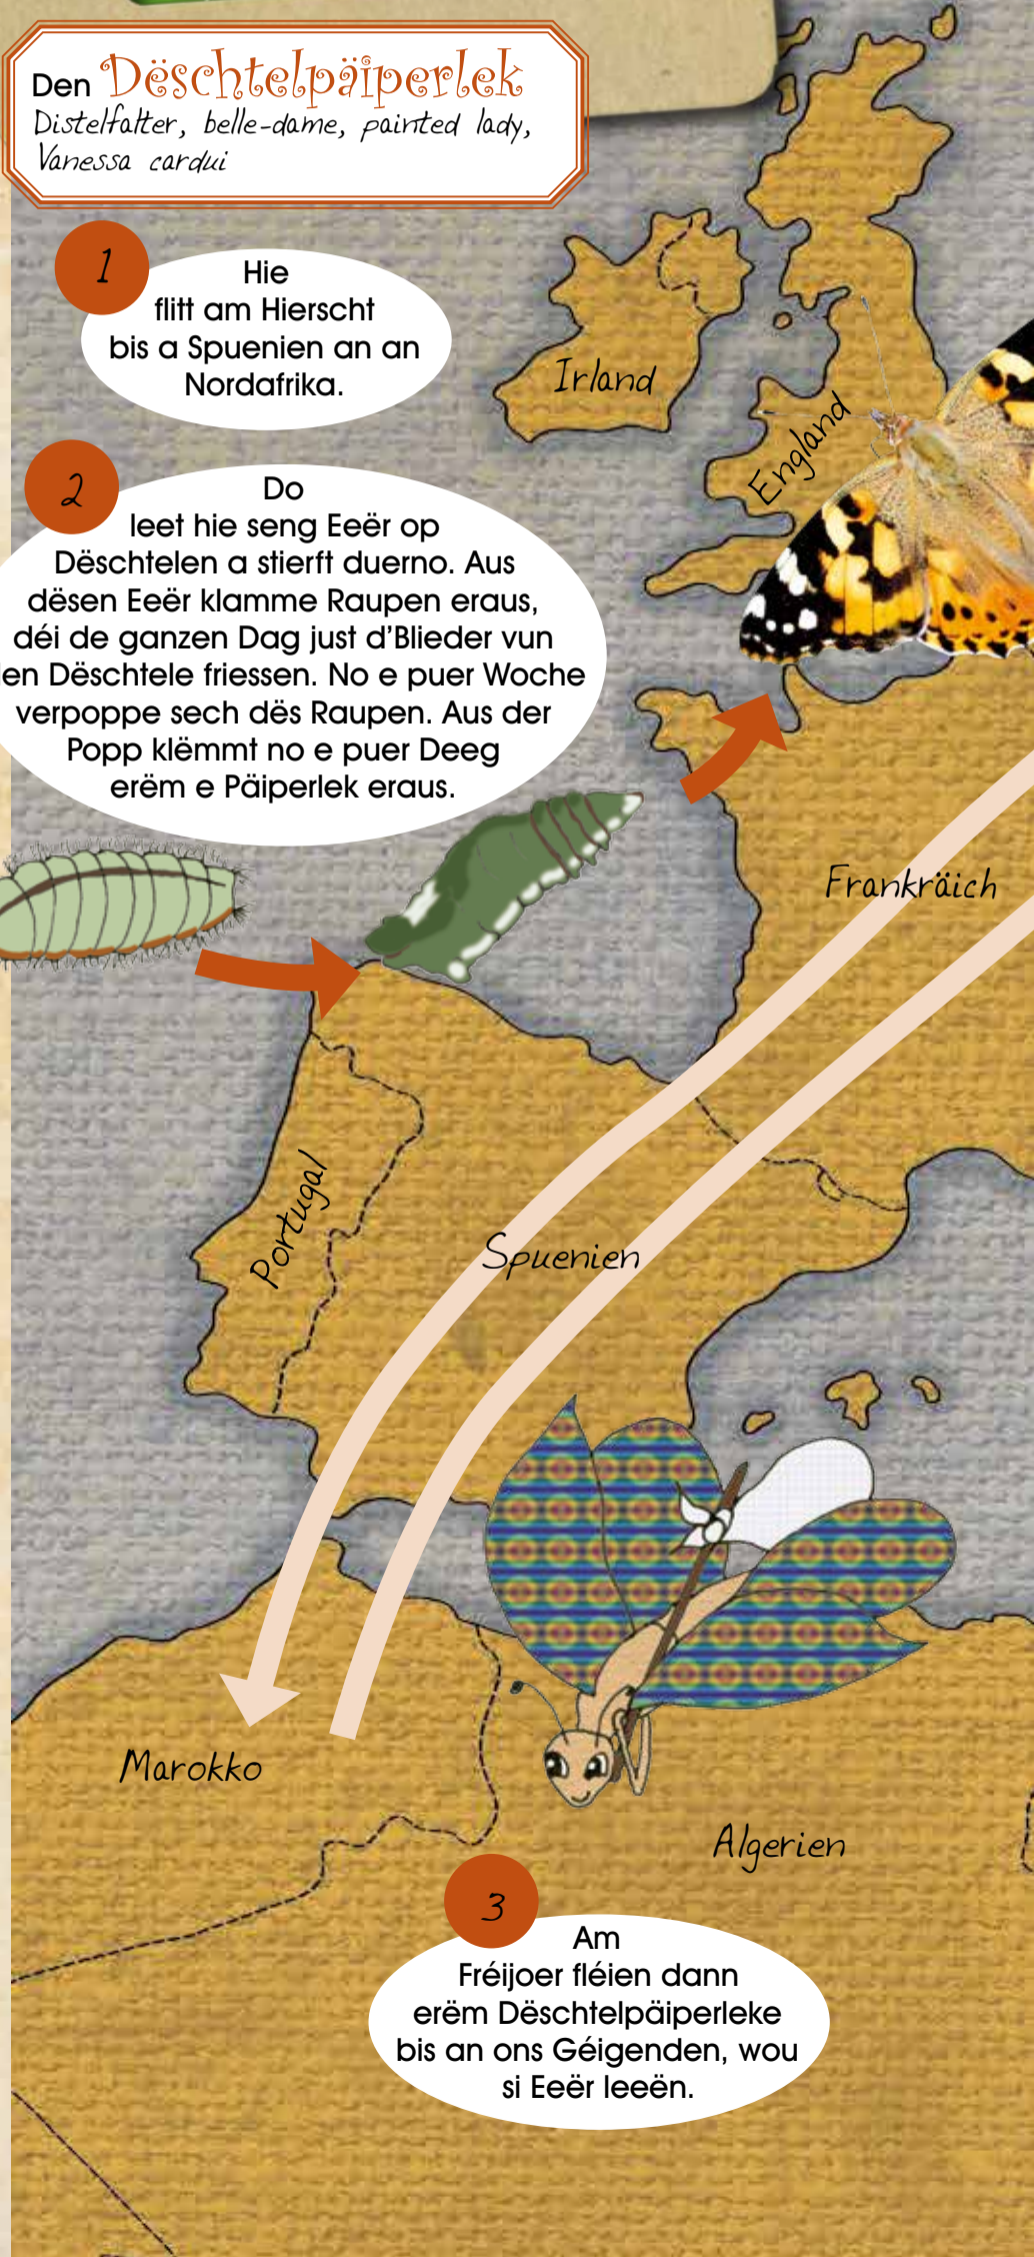 Den Dëschtelpäiperlek
Distelfalter, belle-dame, painted lady,
Vanessa cardui
1
Hie
flitt am Hierscht
bis a Spuenien an an
Nordafrika.
2
Do
leet hie seng Eeër op
Dëschtelen a stierft duerno. Aus
dësen Eeër klamme Raupen eraus,
déi de ganzen Dag just d'Blieder vun
Dëschtele friessen. No e puer Woche
verpoppe sech dës Raupen. Aus der
Popp klëmmt no e puer Deeg
erëm e Päiperlek eraus.
Irland
England
Frankräich
Portugal
Spuenien
Marokko
Algerien
3
Am
Fréijoer fléien dann
erëm Dëschtelpäiperleke
bis an ons Géigenden, wou
si Eeër leeën.